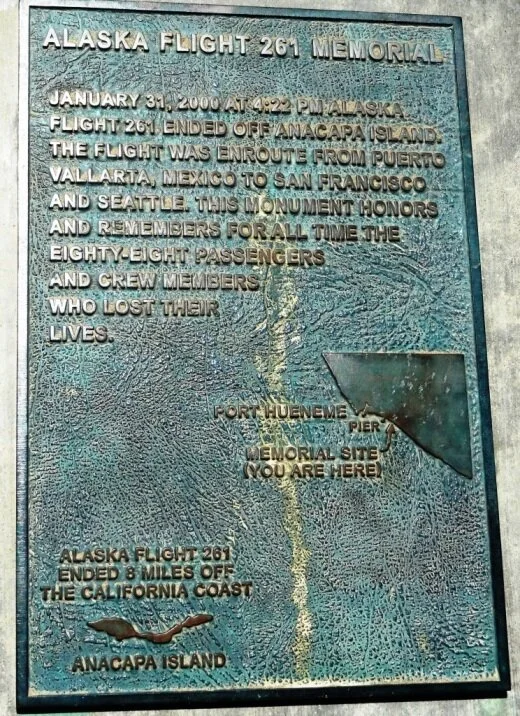 ALASKA FLIGHT 261 MEMORIAL
JANUARY 31, 2000 AT 4:22 PM ALASKA
FLIGHT 261 ENDED OFF ANACAPA ISLAND.
THE FLIGHT WAS ENROUTE FROM PUERTO
VALLARTA, MEXICO TO SAN FRANCISCO
AND SEATTLE. THIS MONUMENT HONORS
AND REMEMBERS FOR ALL TIME THE
EIGHTY-EIGHT PASSENGERS
AND CREW MEMBERS
WHO LOST THEIR
LIVES.
PORT HUENEME
PIER
MEMORIAL SITE
(YOU ARE HERE)
ALASKA FLIGHT 261
ENDED 8 MILES OFF
THE CALIFORNIA COAST
ANACAPA ISLAND